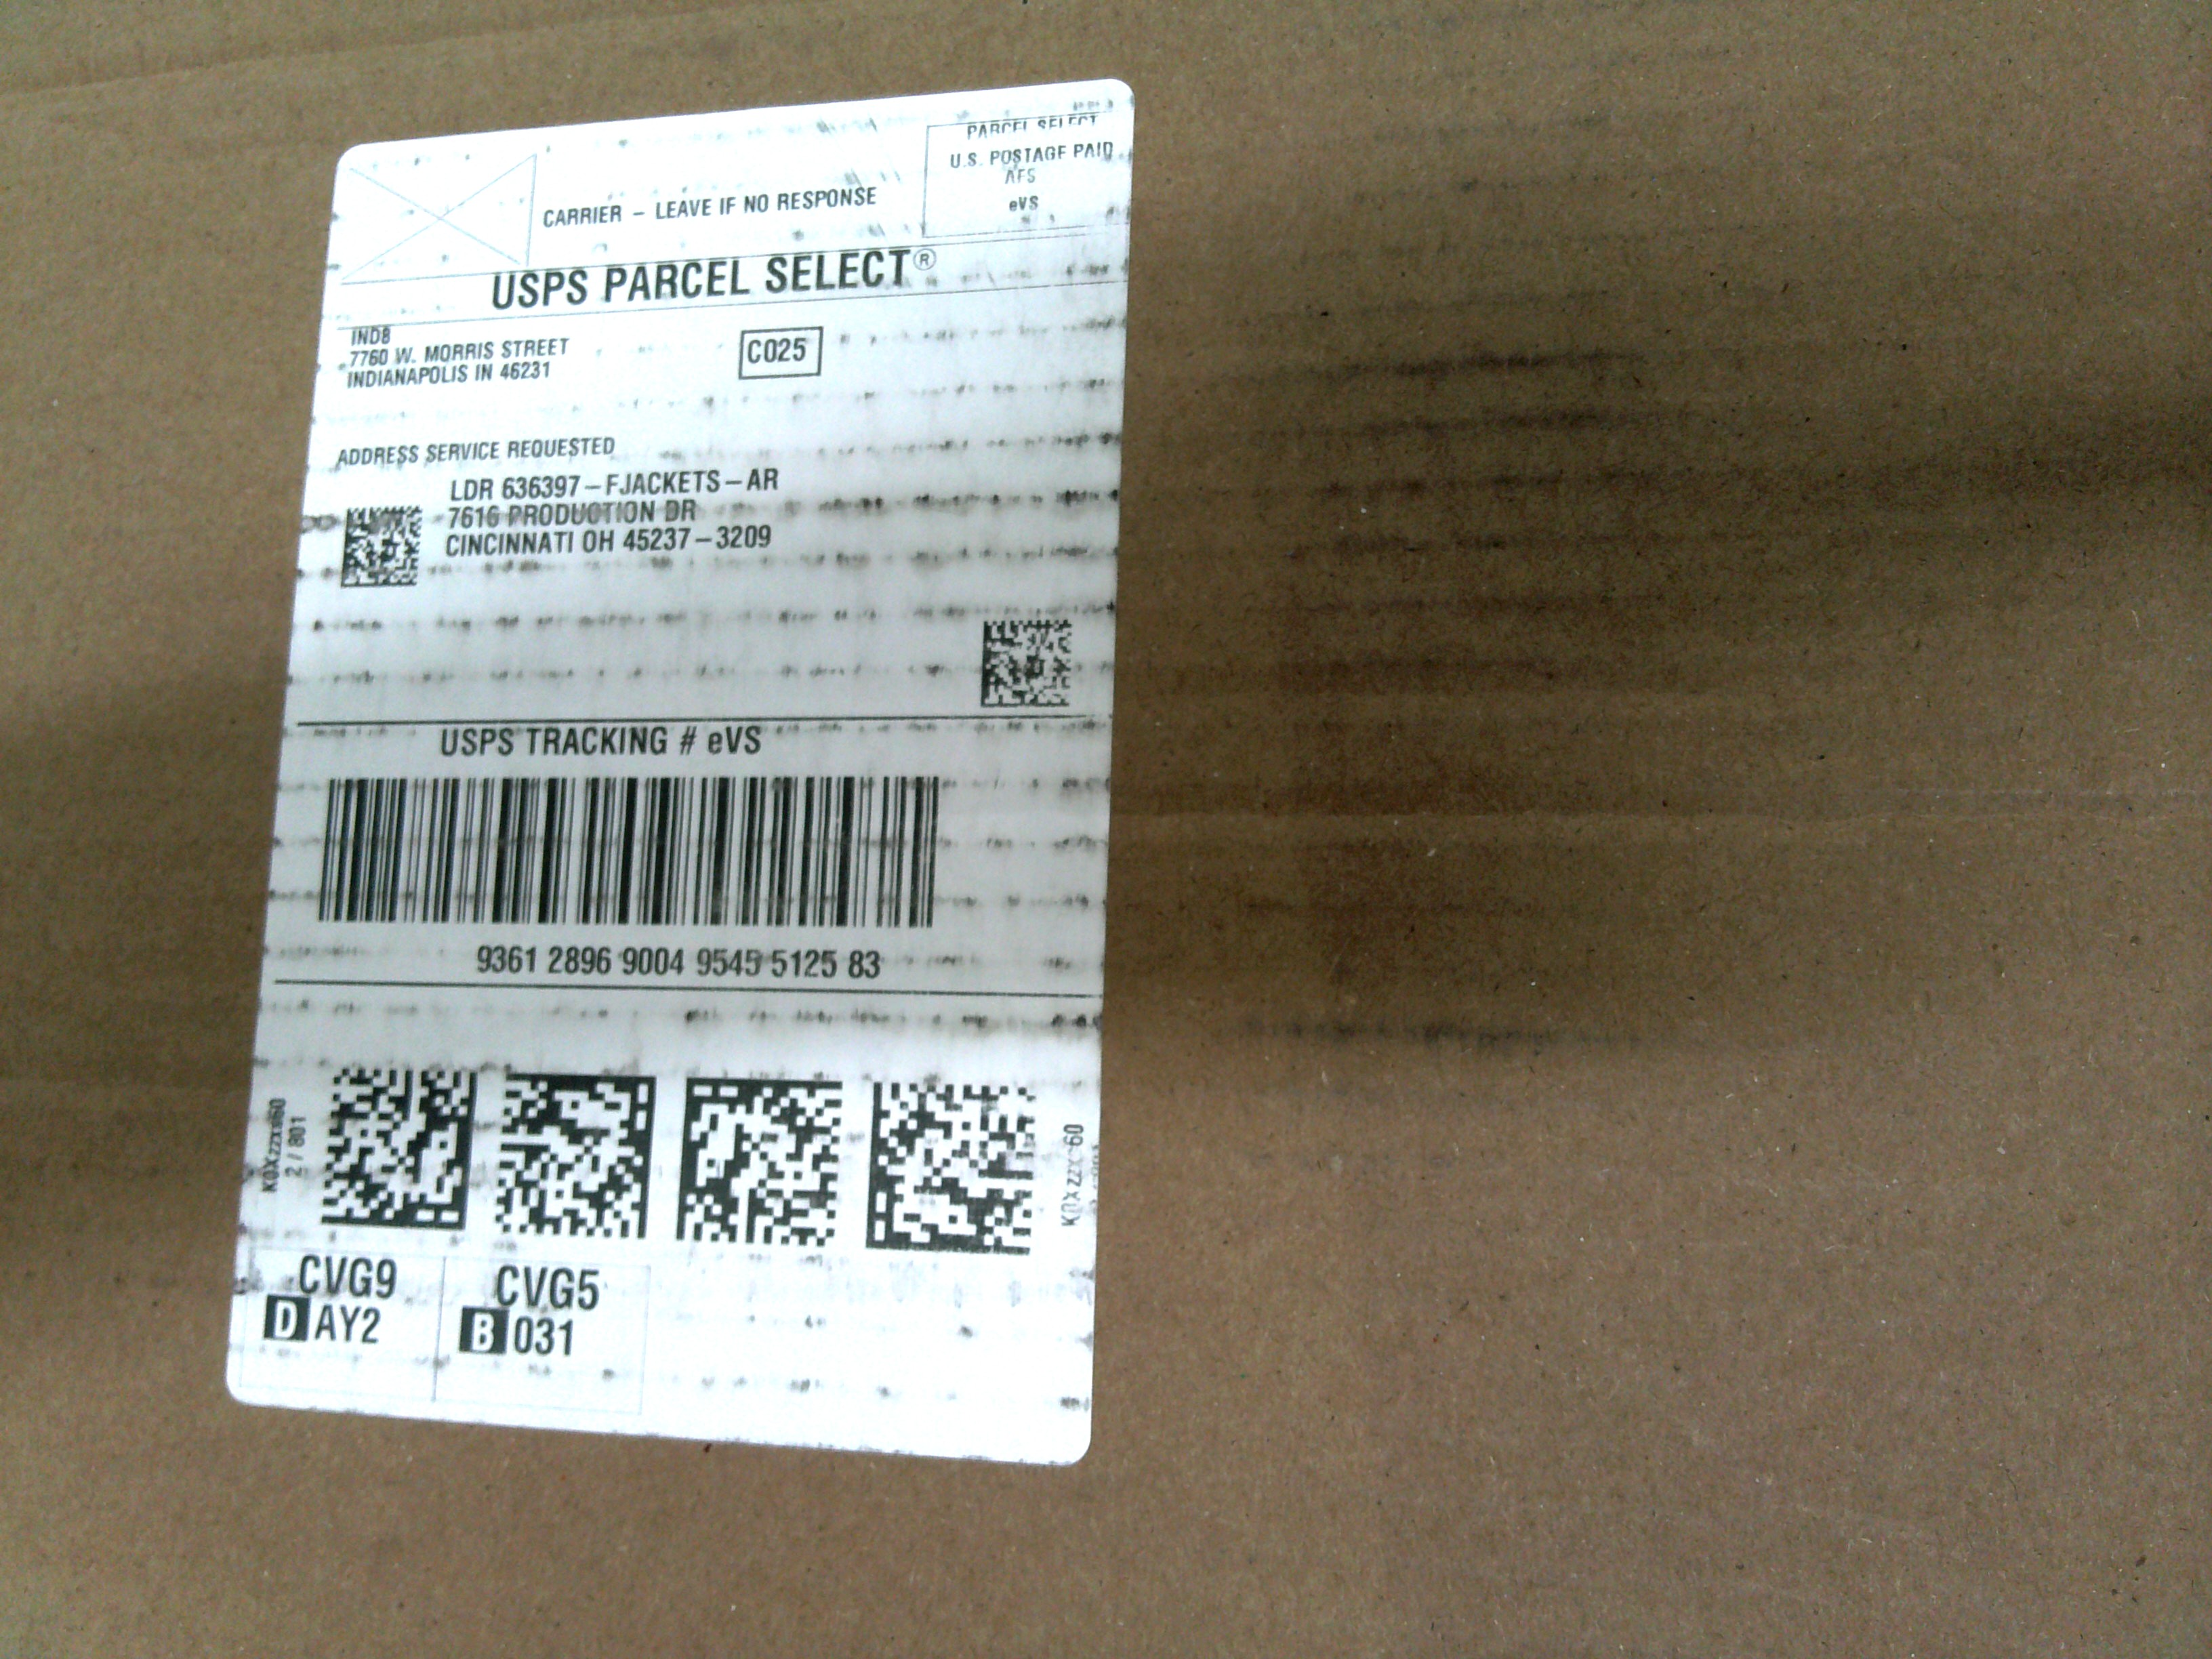 PARCEL SELECT
U.S. POSTAGE PAID
AFS
eVS
CARRIER – LEAVE IF NO RESPONSE
USPS PARCEL SELECT®
IND8
7760 W. MORRIS STREET
INDIANAPOLIS IN 46231
C025
ADDRESS SERVICE REQUESTED
LDR 636397–FJACKETS–AR
7616 PRODUCTION DR
CINCINNATI OH 45237–3209
USPS TRACKING # eVS
9361 2896 9004 9545 5125 83
2 / 801
CVG9
D AY2
CVG5
B 031